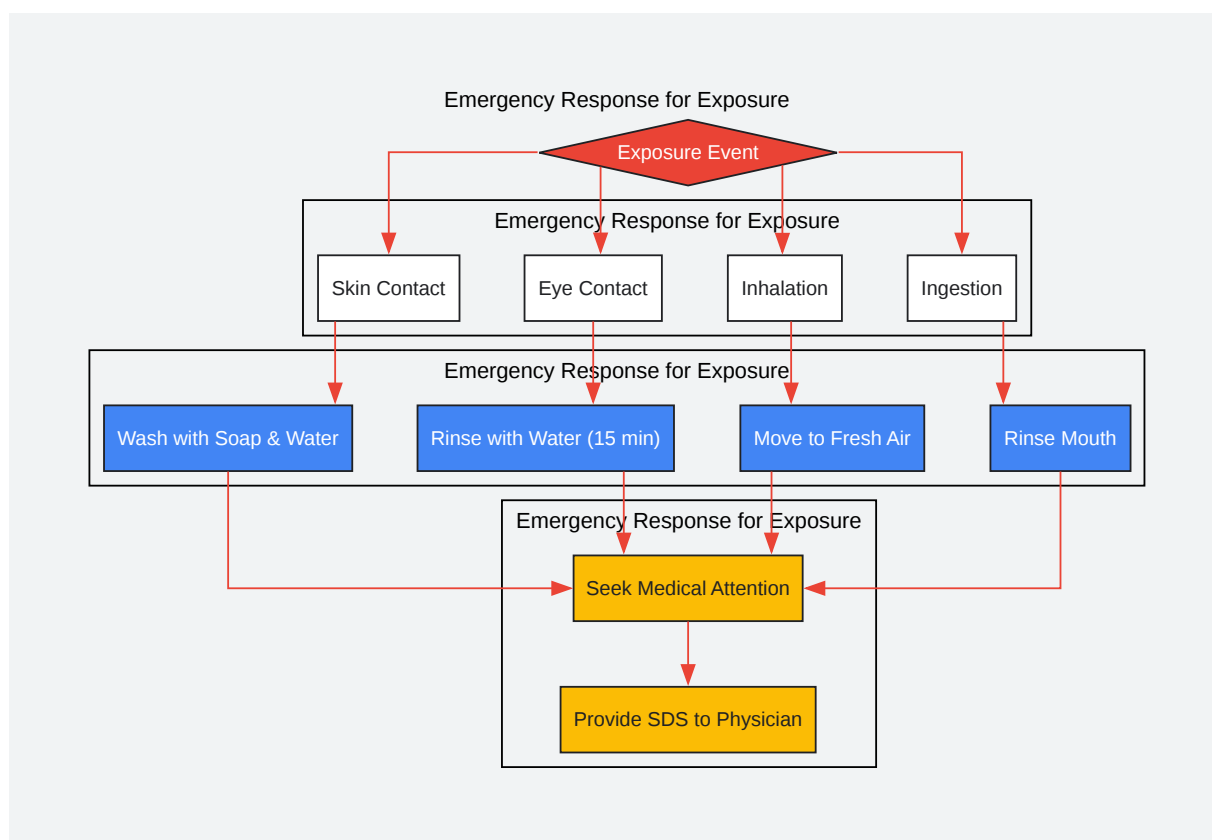 Emergency Response for Exposure
Exposure Event
Emergency Response for Exposure
Skin Contact
Eye Contact
Inhalation
Ingestion
Emergency Response for Exposure
Wash with Soap & Water
Rinse with Water (15 min)
Move to Fresh Air
Rinse Mouth
Emergency Response for Exposure
Seek Medical Attention
Provide SDS to Physician